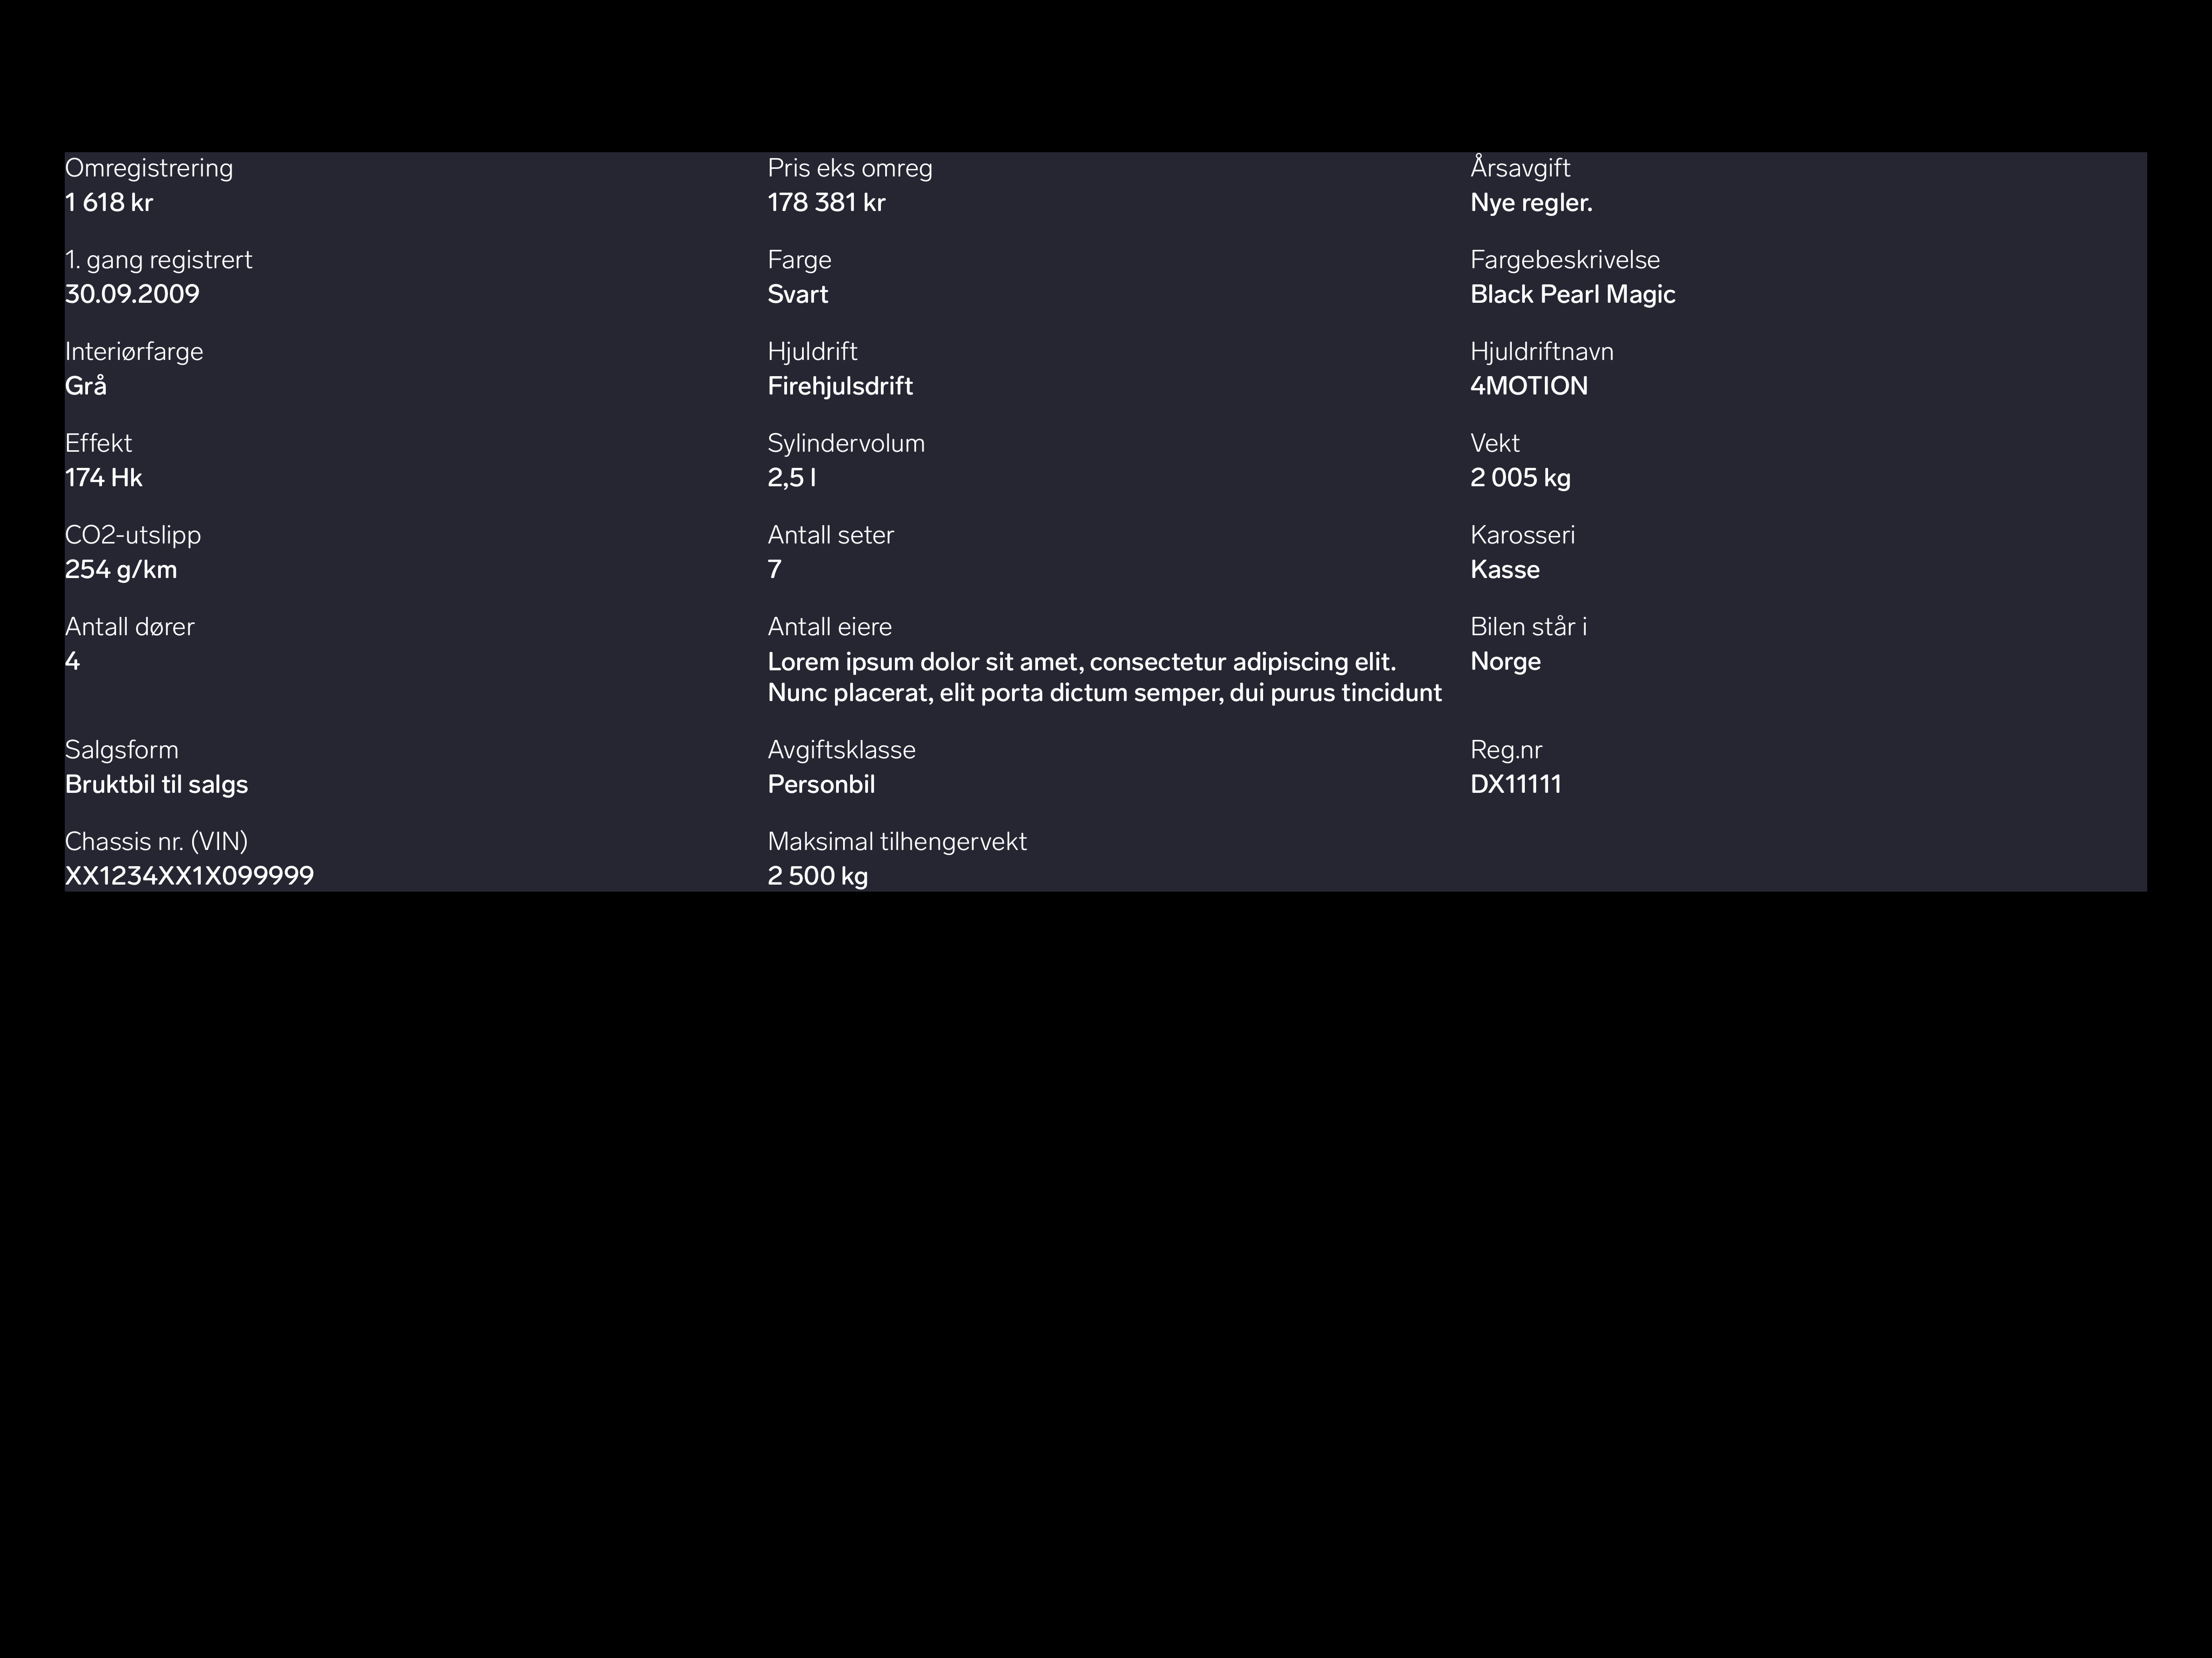 Omregistrering
1 618 kr
Pris eks omreg
178 381 kr
Årsavgift
Nye regler.
1. gang registrert
30.09.2009
Farge
Svart
Fargebeskrivelse
Black Pearl Magic
Interiørfarge
Grå
Hjuldrift
Firehjulsdrift
Hjuldriftnavn
4MOTION
Effekt
174 Hk
Sylindervolum
2,5 l
Vekt
2 005 kg
CO2-utslipp
254 g/km
Antall seter
7
Karosseri
Kasse
Antall dører
4
Antall eiere
Lorem ipsum dolor sit amet, consectetur adipiscing elit.
Nunc placerat, elit porta dictum semper, dui purus tincidunt
Bilen står i
Norge
Salgsform
Bruktbil til salgs
Avgiftsklasse
Personbil
Reg.nr
DX11111
Chassis nr. (VIN)
XX1234XX1X099999
Maksimal tilhengervekt
2 500 kg